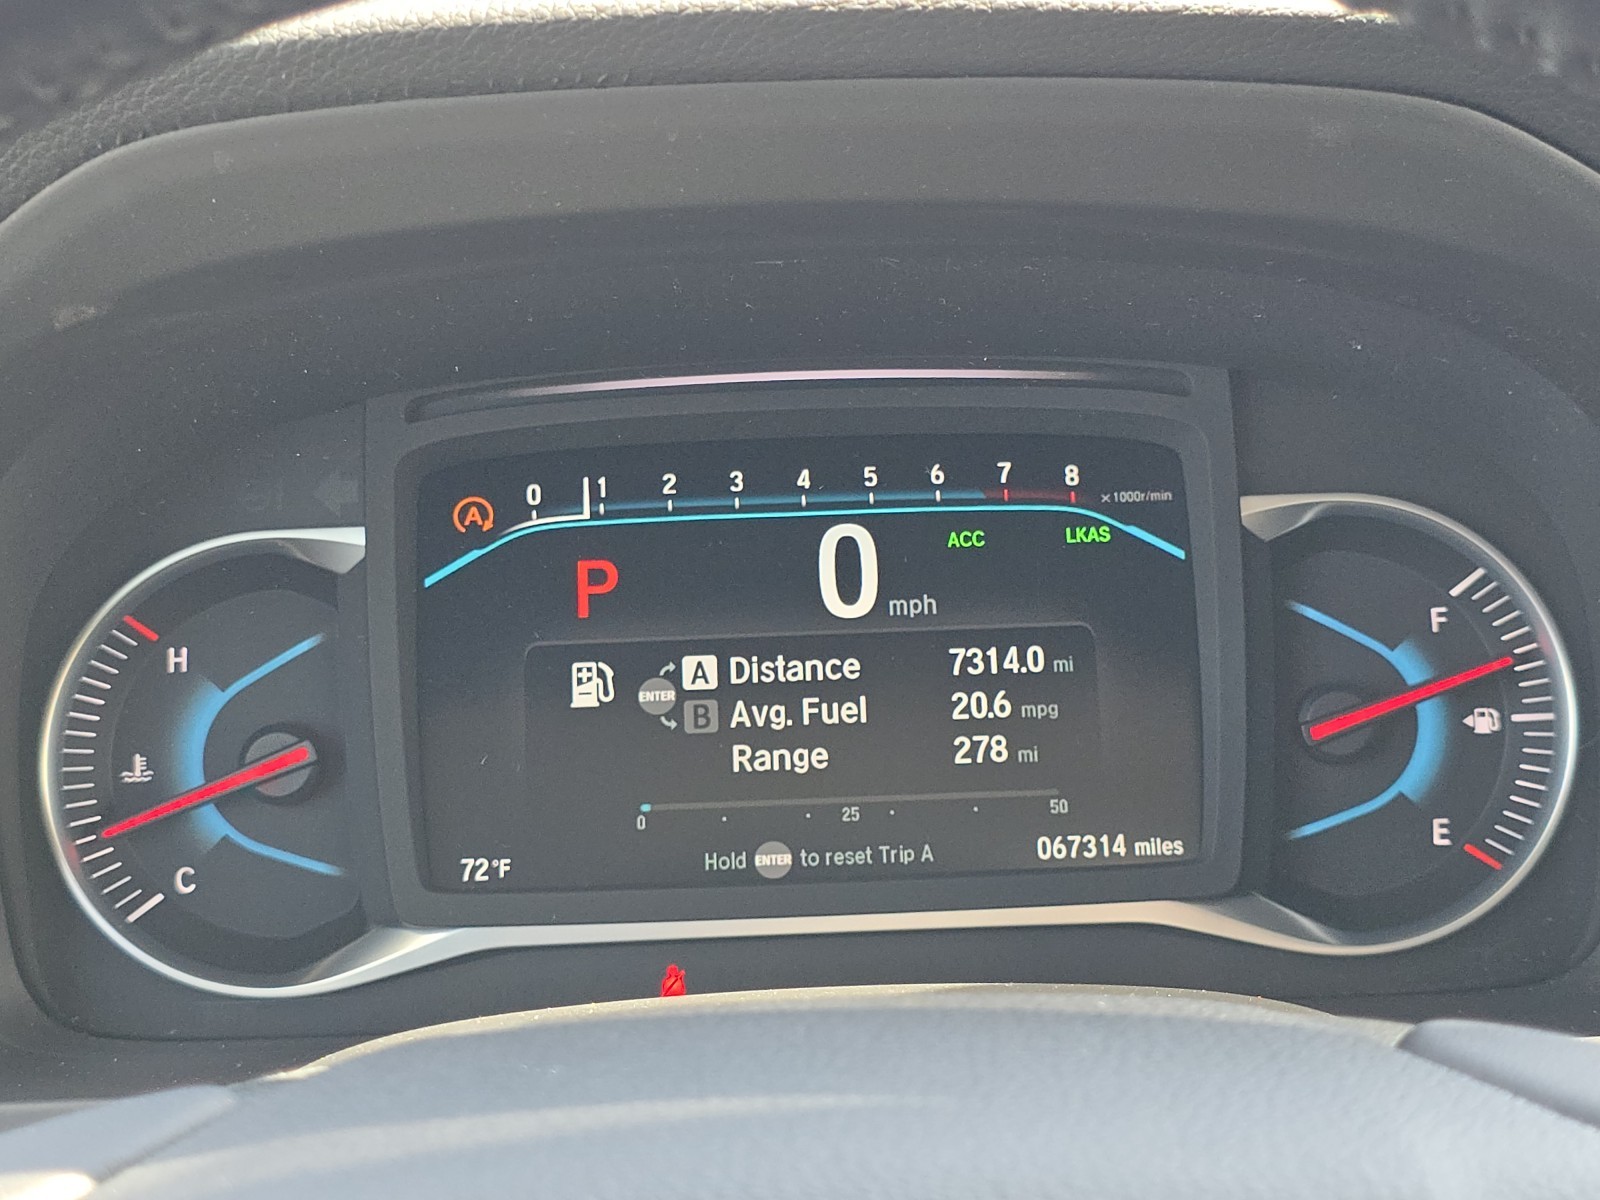 0 1 2 3 4 5 6 7 8 x1000r/min
A
ACC LKAS
P 0 mph
H
F
A Distance 7314.0 mi
ENTER
B Avg. Fuel 20.6 mpg
Range 278 mi
0 25 50
C
E
72°F
Hold ENTER to reset Trip A
067314 miles